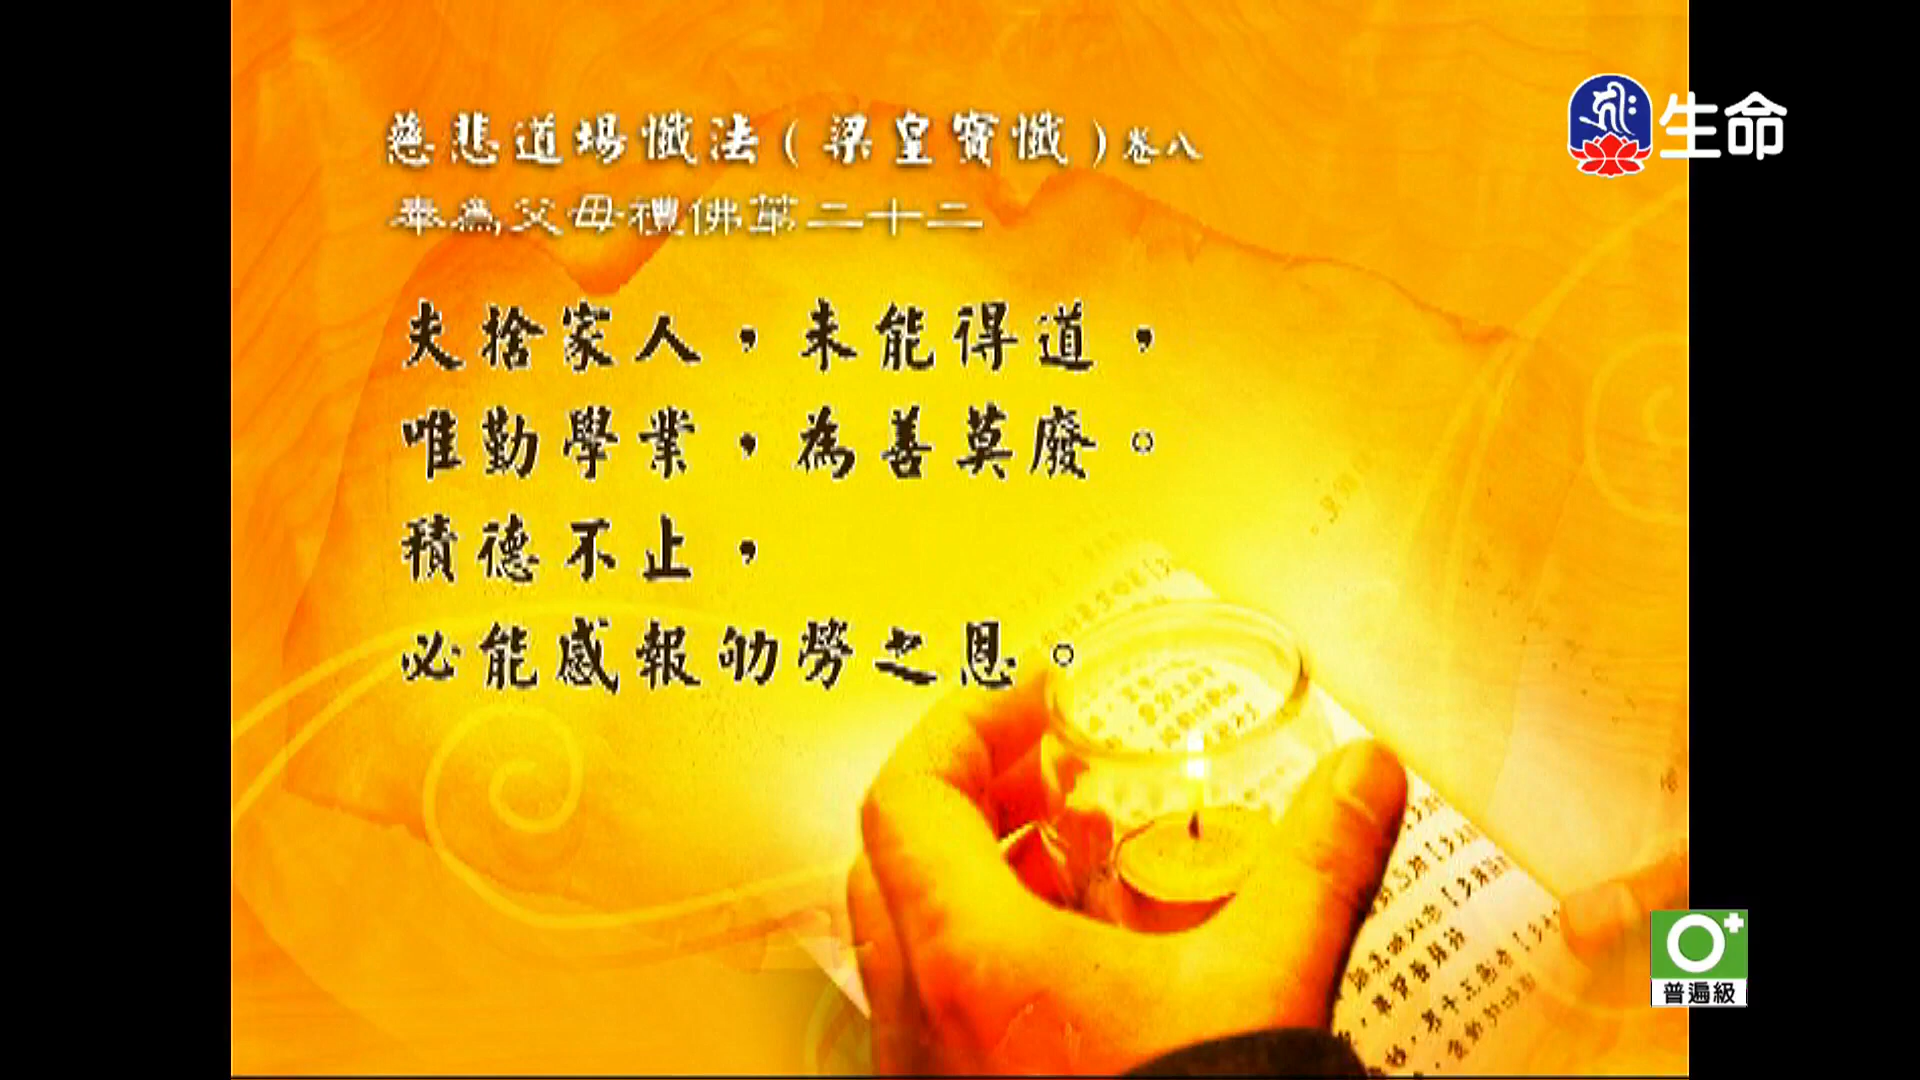 慈悲道場懺法(梁皇寶懺)卷八
奉為父母禮佛第二十二
夫捨家人，未能得道，
唯勤學業，為善莫廢。
積德不止，
必能感報劬勞之恩。
生命
普遍級